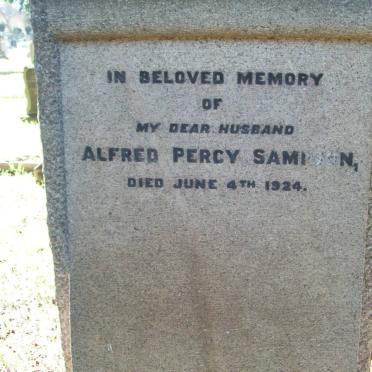 IN BELOVED MEMORY
OF
MY DEAR HUSBAND
ALFRED PERCY
DIED JUNE 4TH 1924.